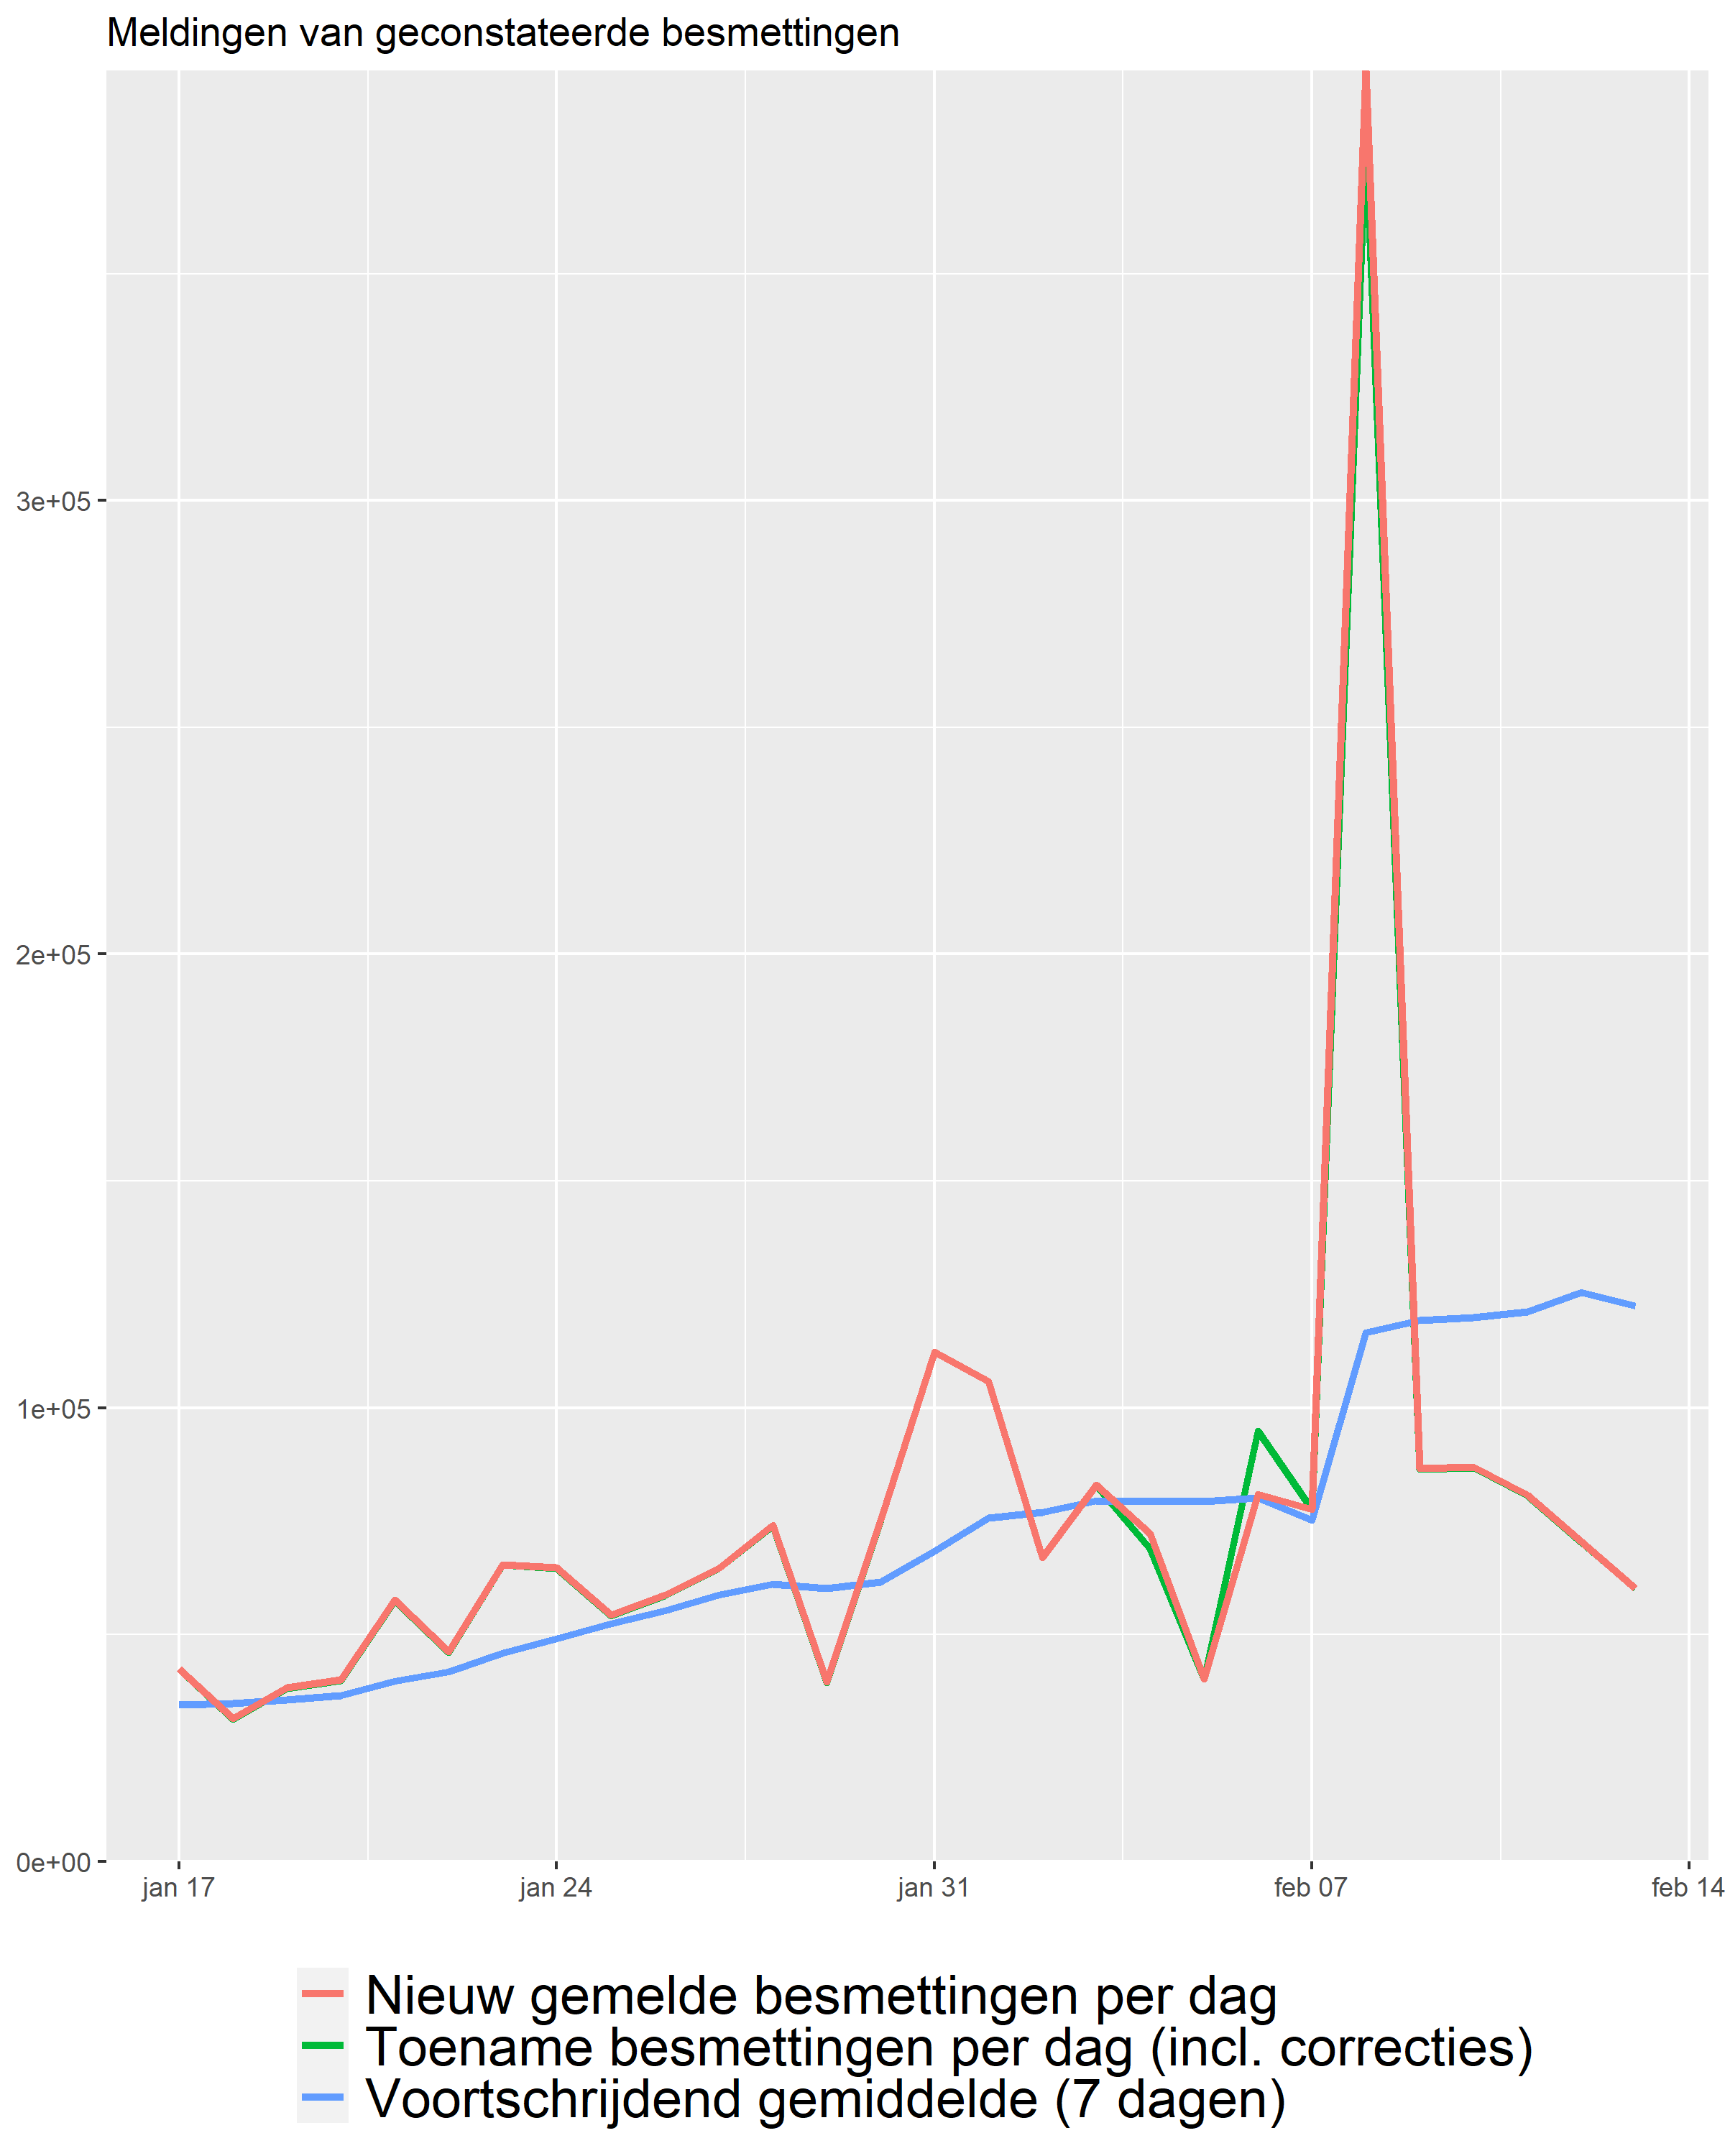 Meldingen van geconstateerde besmettingen
3e+05
2e+05
1e+05
0e+00
jan 17 jan 24 jan 31 feb 07 feb 14
Nieuw gemelde besmettingen per dag
Toename besmettingen per dag (incl. correcties)
Voortschrijdend gemiddelde (7 dagen)